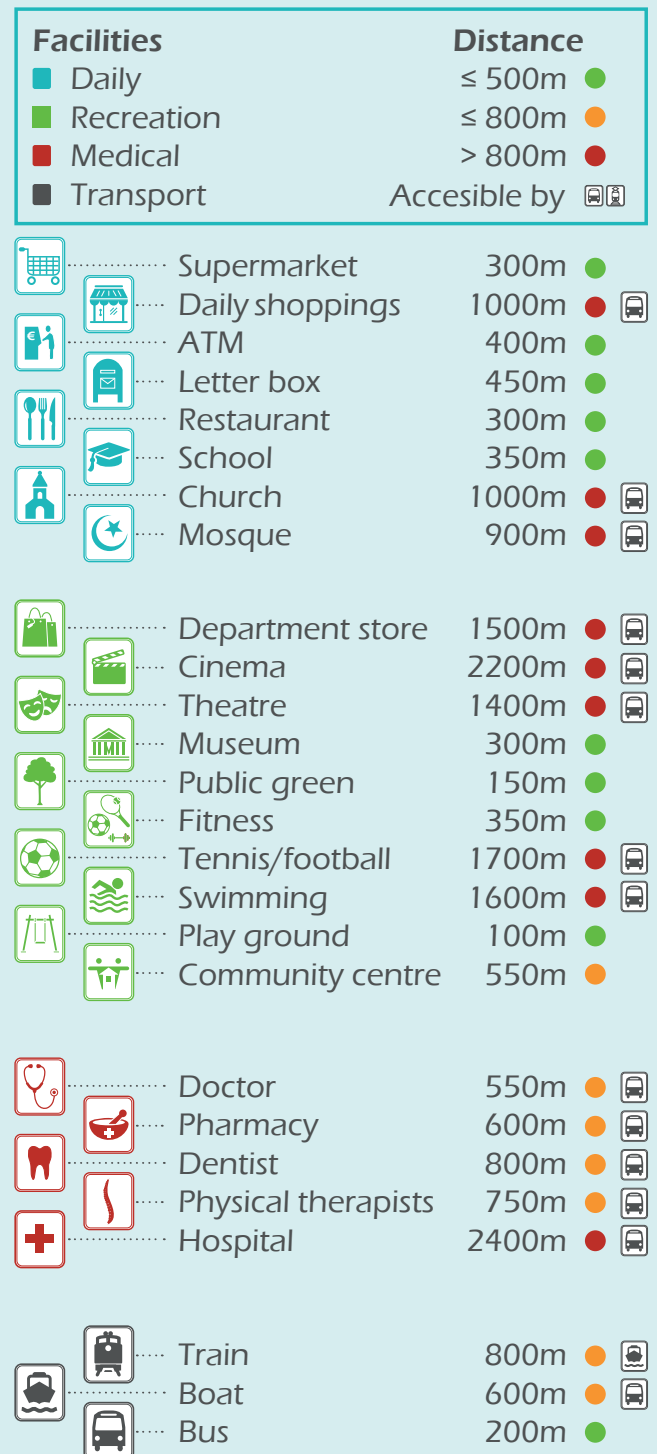 Facilities Distance
Daily ≤ 500m
Recreation ≤ 800m
Medical > 800m
Transport Accesible by
Supermarket 300m
Daily shoppings 1000m
€ ATM 400m
Letter box 450m
Restaurant 300m
School 350m
Church 1000m
Mosque 900m
Department store 1500m
Cinema 2200m
Theatre 1400m
Museum 300m
Public green 150m
Fitness 350m
Tennis/football 1700m
Swimming 1600m
Play ground 100m
Community centre 550m
Doctor 550m
Pharmacy 600m
Dentist 800m
Physical therapists 750m
Hospital 2400m
Train 800m
Boat 600m
Bus 200m